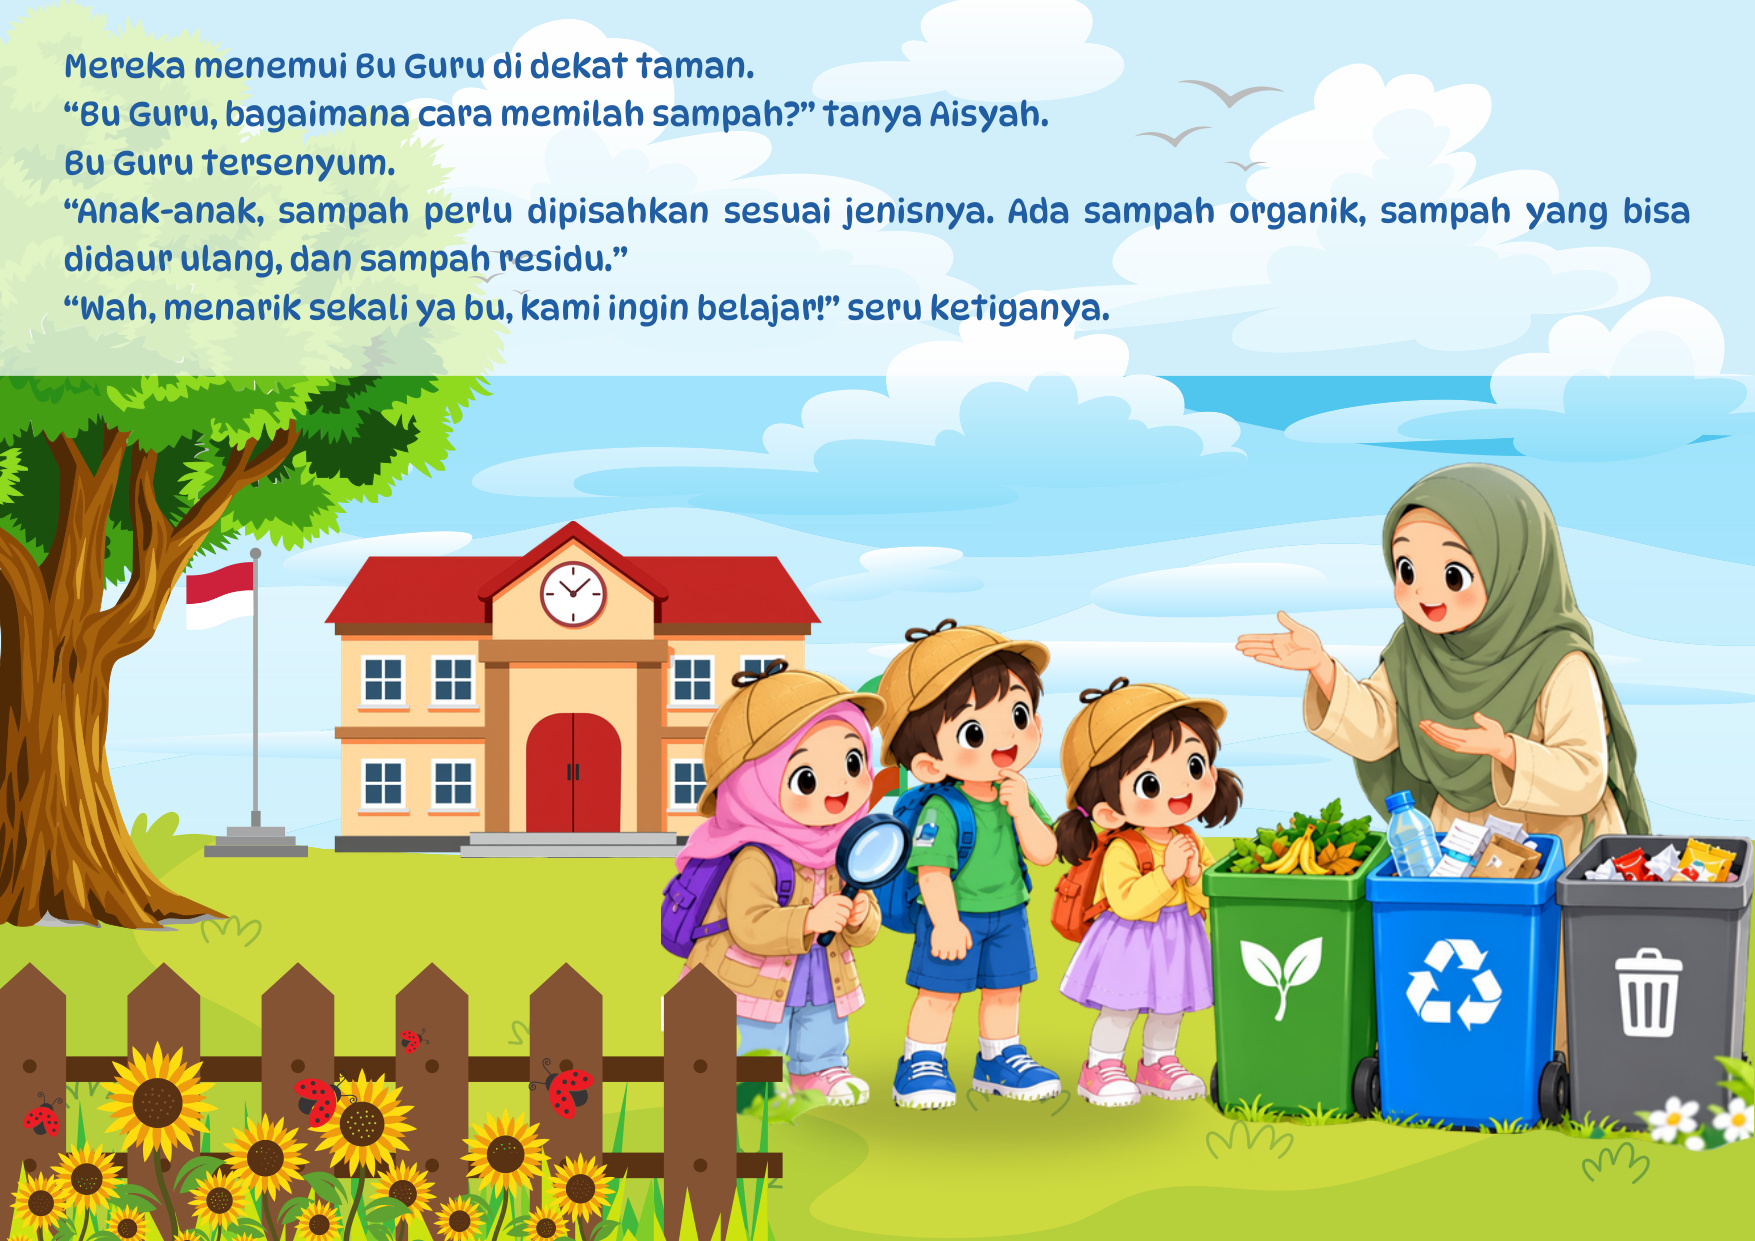 Mereka menemui Bu Guru di dekat taman.
“Bu Guru, bagaimana cara memilah sampah?” tanya Aisyah.
Bu Guru tersenyum.
“Anak-anak, sampah perlu dipisahkan sesuai jenisnya. Ada sampah organik, sampah yang bisa
didaur ulang, dan sampah residu.”
“Wah, menarik sekali ya bu, kami ingin belajar!” seru ketiganya.